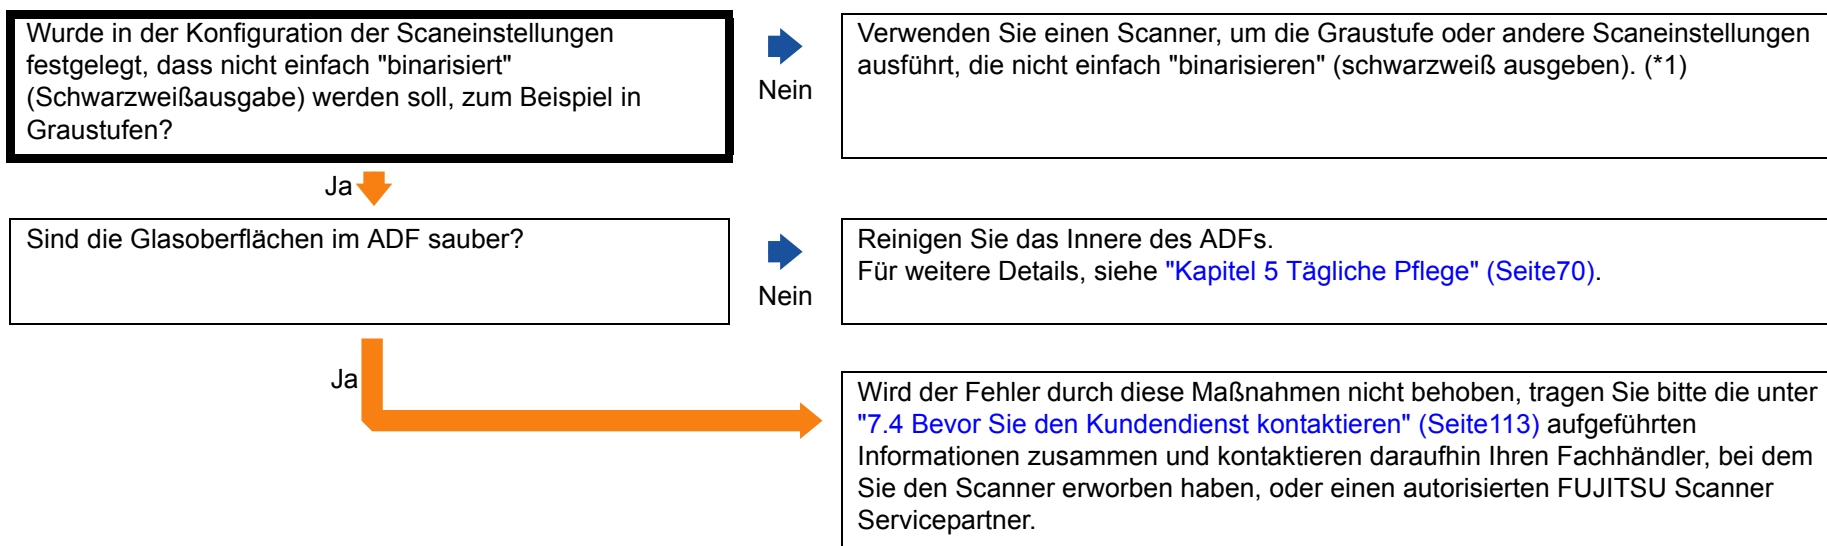 Wurde in der Konfiguration der Scaneinstellungen
festgelegt, dass nicht einfach "binarisiert"
(Schwarzweißausgabe) werden soll, zum Beispiel in
Graustufen?
Nein
Verwenden Sie einen Scanner, um die Graustufe oder andere Scaneinstellungen
ausführt, die nicht einfach "binarisieren" (schwarzweiß ausgeben). (*1)
Ja
Sind die Glasoberflächen im ADF sauber?
Nein
Reinigen Sie das Innere des ADFs.
Für weitere Details, siehe "Kapitel 5 Tägliche Pflege" (Seite70).
Ja
Wird der Fehler durch diese Maßnahmen nicht behoben, tragen Sie bitte die unter
"7.4 Bevor Sie den Kundendienst kontaktieren" (Seite113) aufgeführten
Informationen zusammen und kontaktieren daraufhin Ihren Fachhändler, bei dem
Sie den Scanner erworben haben, oder einen autorisierten FUJITSU Scanner
Servicepartner.